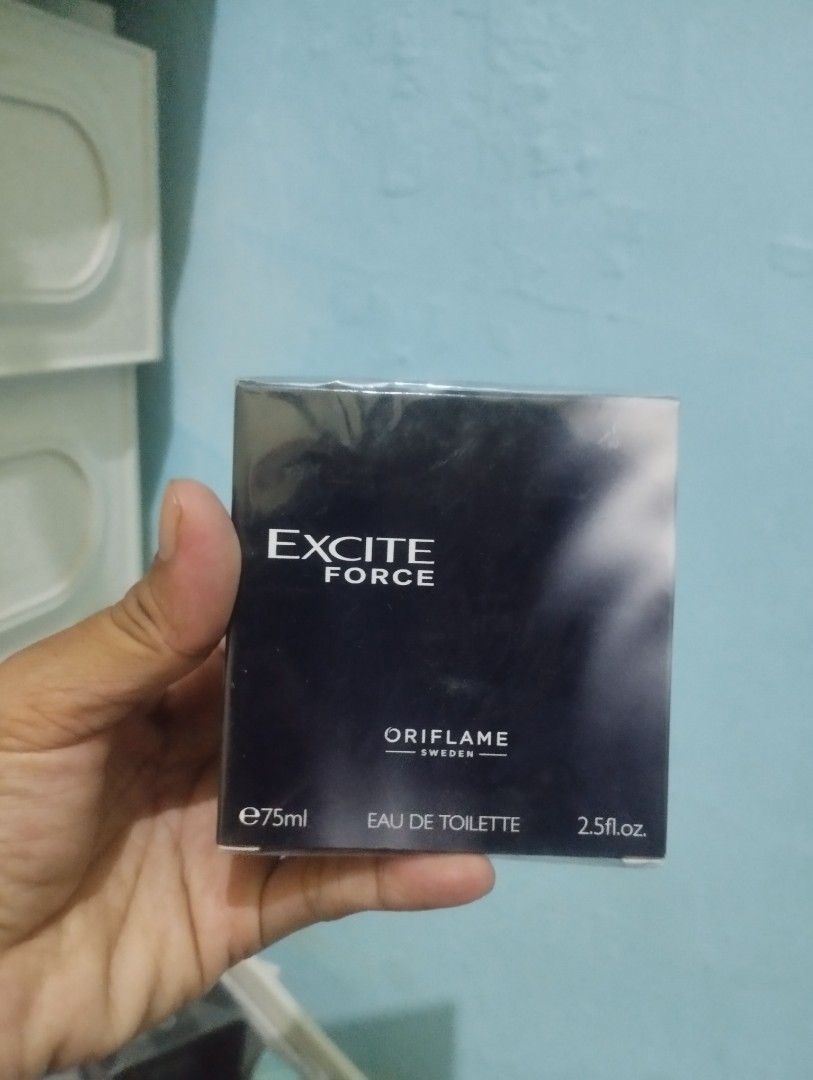 EXCITE
FORCE
ORIFLAME
SWEDEN
℮75ml EAU DE TOILETTE 2.5fl.oz.